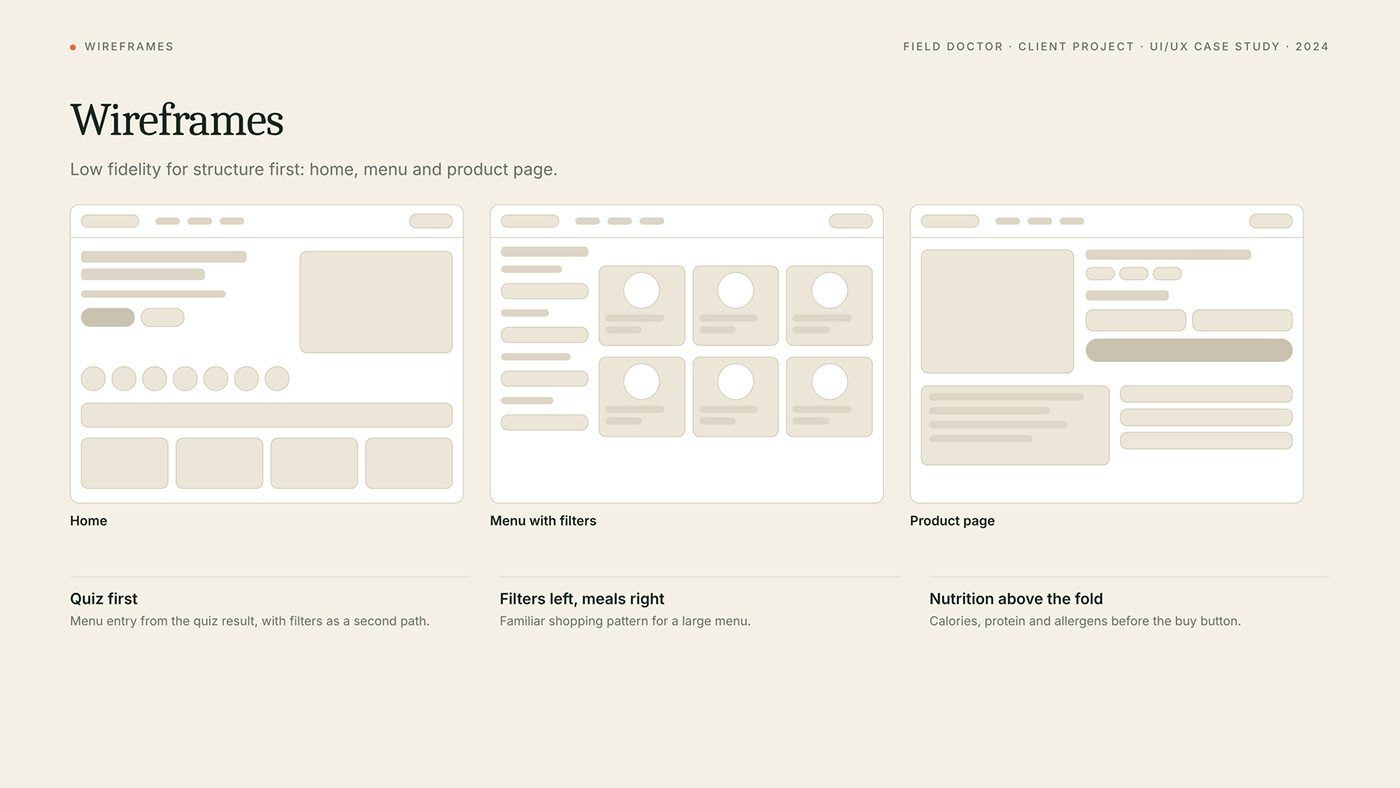 WIREFRAMES
FIELD DOCTOR · CLIENT PROJECT · UI/UX CASE STUDY · 2024
Wireframes
Low fidelity for structure first: home, menu and product page.
Home
Menu with filters
Product page
Quiz first
Menu entry from the quiz result, with filters as a second path.
Filters left, meals right
Familiar shopping pattern for a large menu.
Nutrition above the fold
Calories, protein and allergens before the buy button.